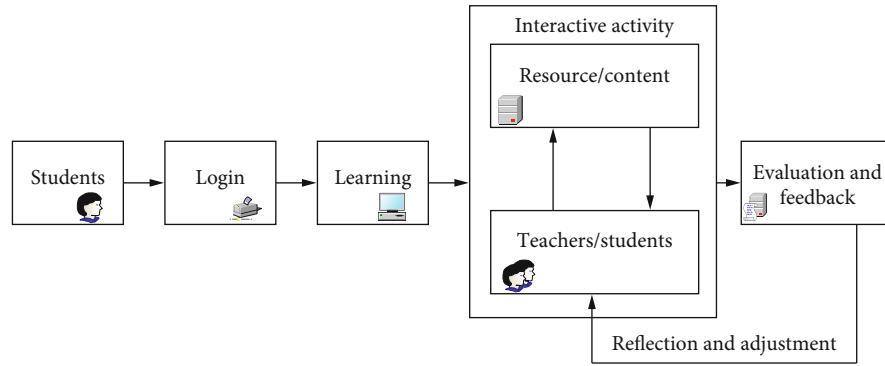 Interactive activity
Resource/content
Students
Login
Learning
Teachers/students
Evaluation and
feedback
Reflection and adjustment